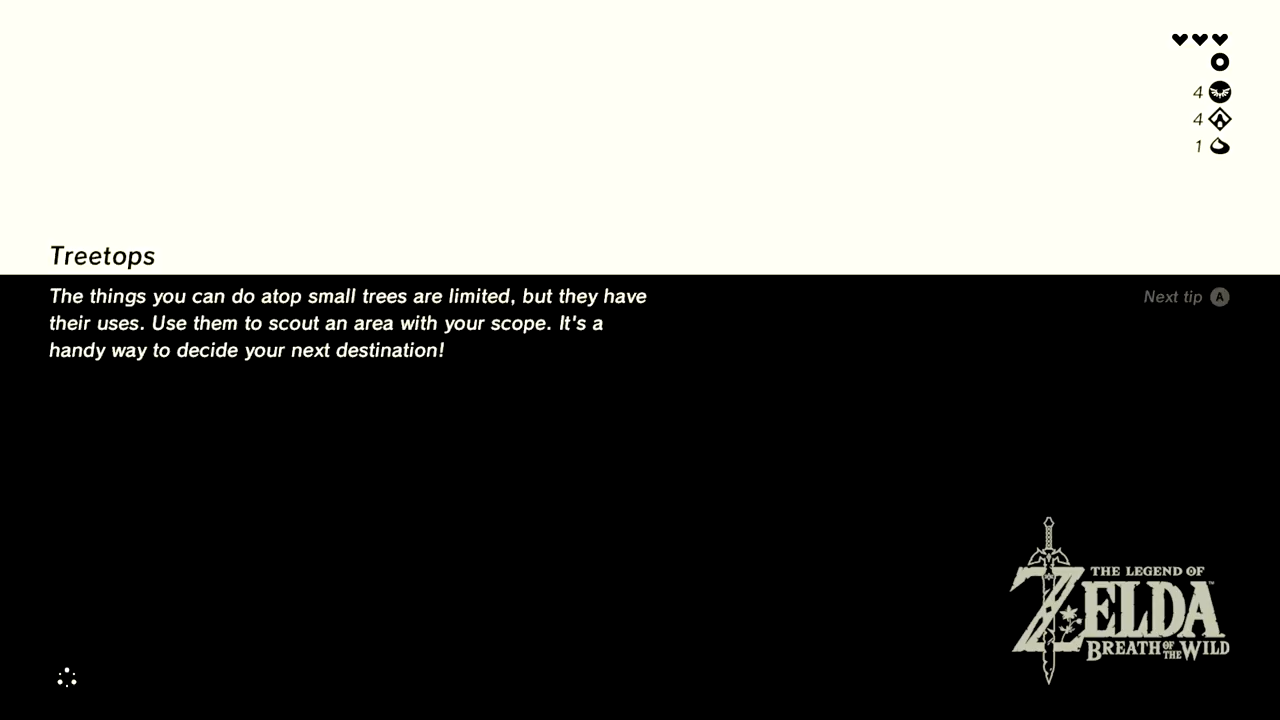 4
4
1
Treetops
The things you can do atop small trees are limited, but they have
their uses. Use them to scout an area with your scope. It's a
handy way to decide your next destination!
Next tip A
THE LEGEND OF
ZELDA
BREATH OF THE WILD